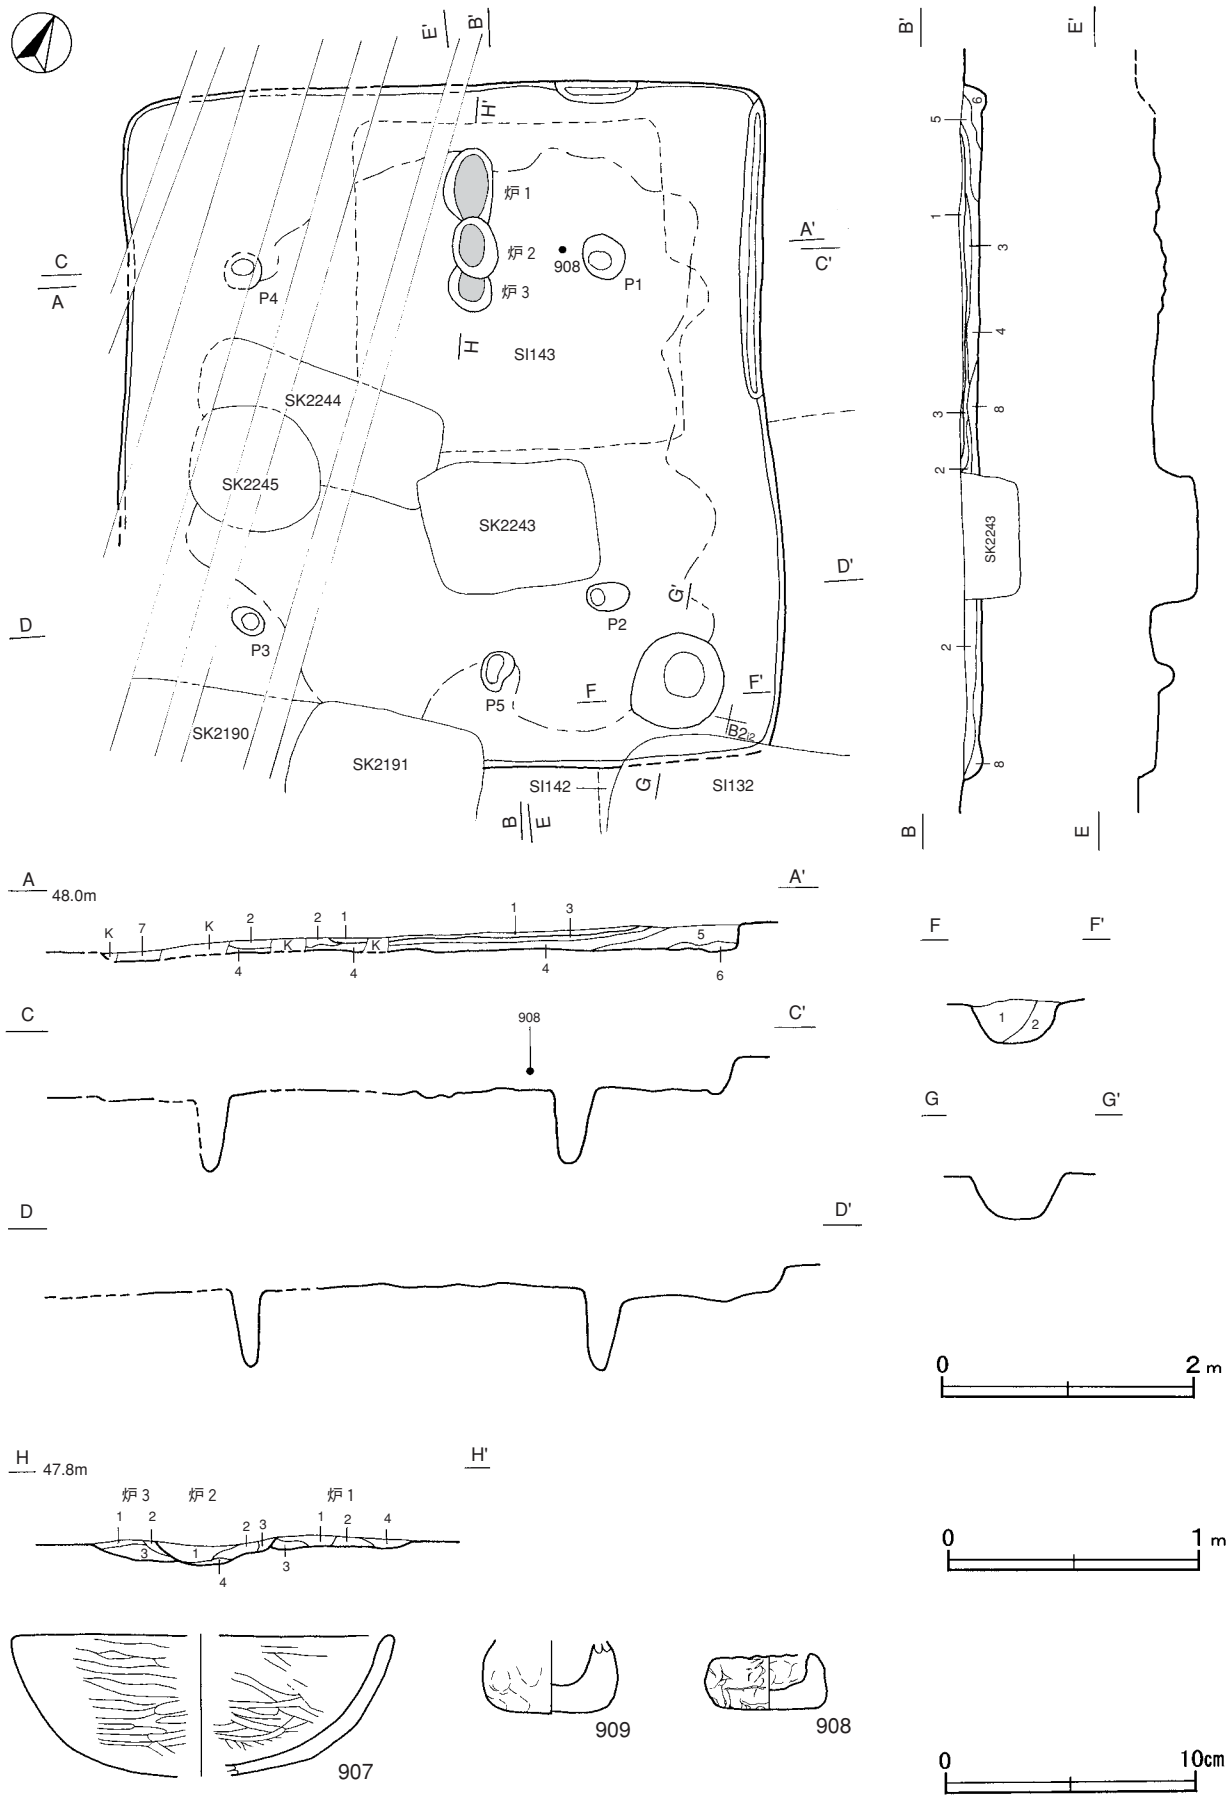 E'
B'
H'
炉1
炉2
908
炉3
P1
P4
C
A
A'
C'
H
SI143
SK2244
SK2245
SK2243
D'
G'
P2
D
P3
F
F'
P5
B2i2
SK2190
SK2191
SI142
G
SI132
B
E
B'
E'
6
5
1
3
4
3
8
2
SK2243
2
8
B
E
A
48.0m
A'
K
7
K
2
2
1
1
3
K
K
5
4
4
4
6
F
F'
1
2
C
908
C'
G
G'
D
D'
0
2 m
H
47.8m
H'
炉3
炉2
炉1
1
2
2
3
1
2
4
3
1
4
3
0
1 m
907
909
908
0
10cm